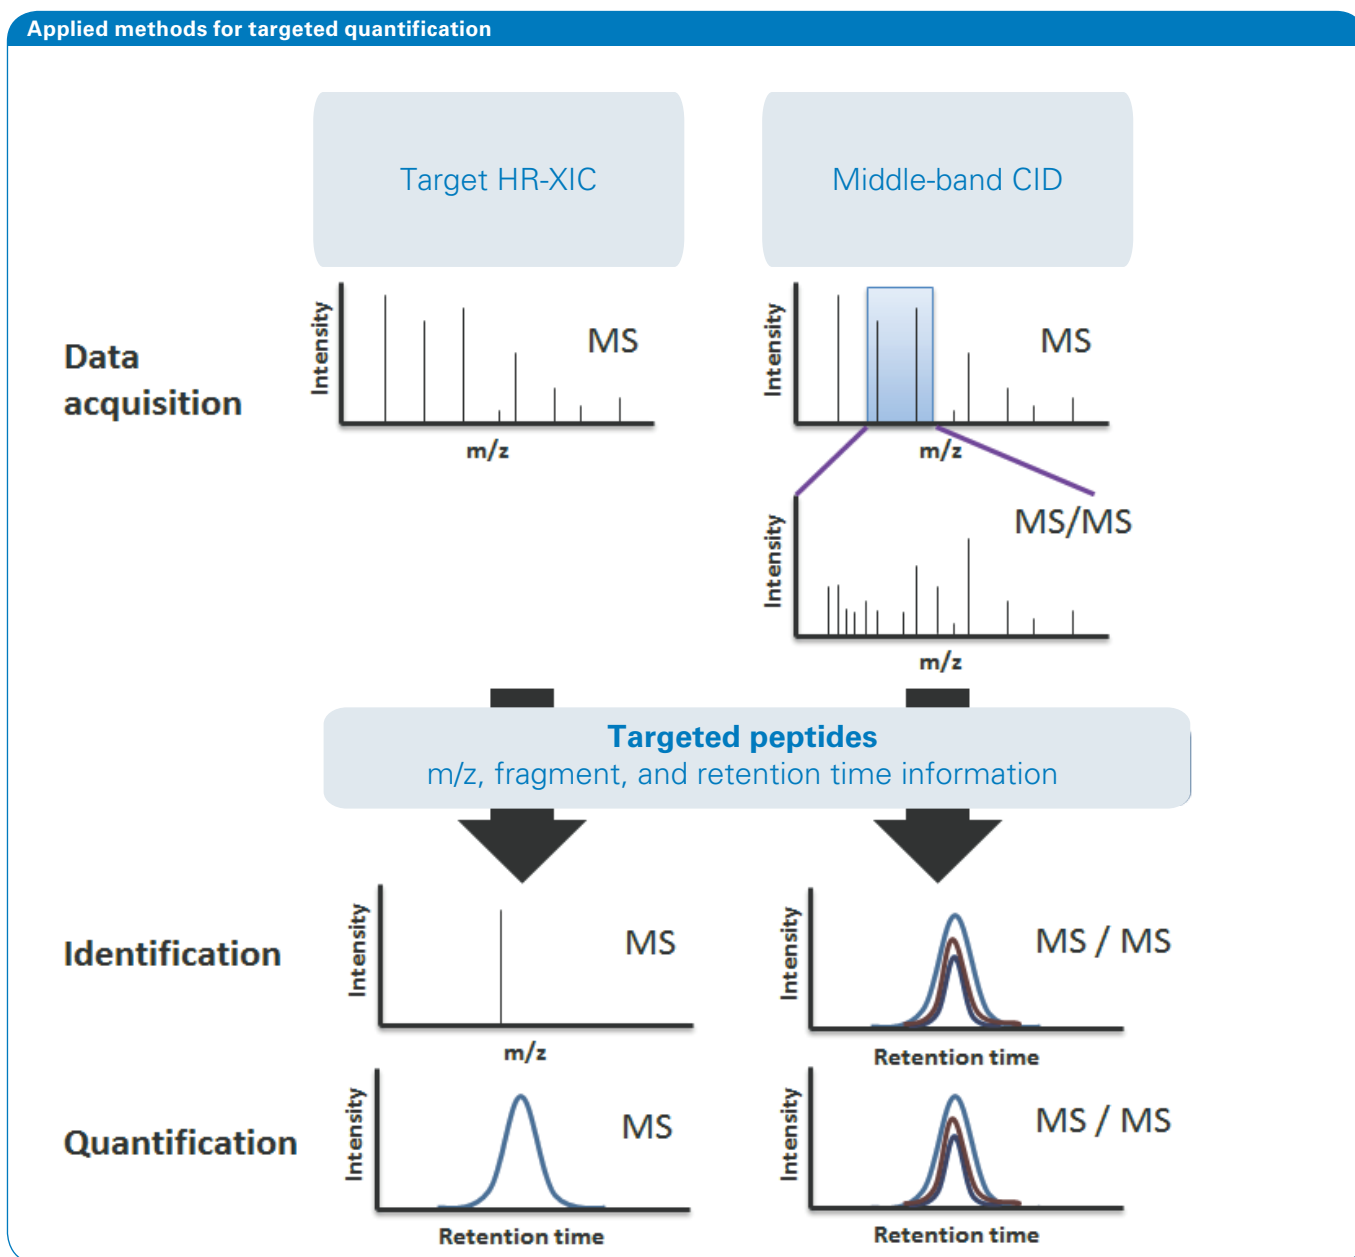 Applied methods for targeted quantification
Target HR-XIC
Middle-band CID
Data
acquisition
Intensity
MS
m/z
Intensity
MS
m/z
Intensity
MS/MS
m/z
Targeted peptides
m/z, fragment, and retention time information
Identification
Intensity
MS
m/z
Intensity
MS / MS
Retention time
Quantification
Intensity
MS
Retention time
Intensity
MS / MS
Retention time